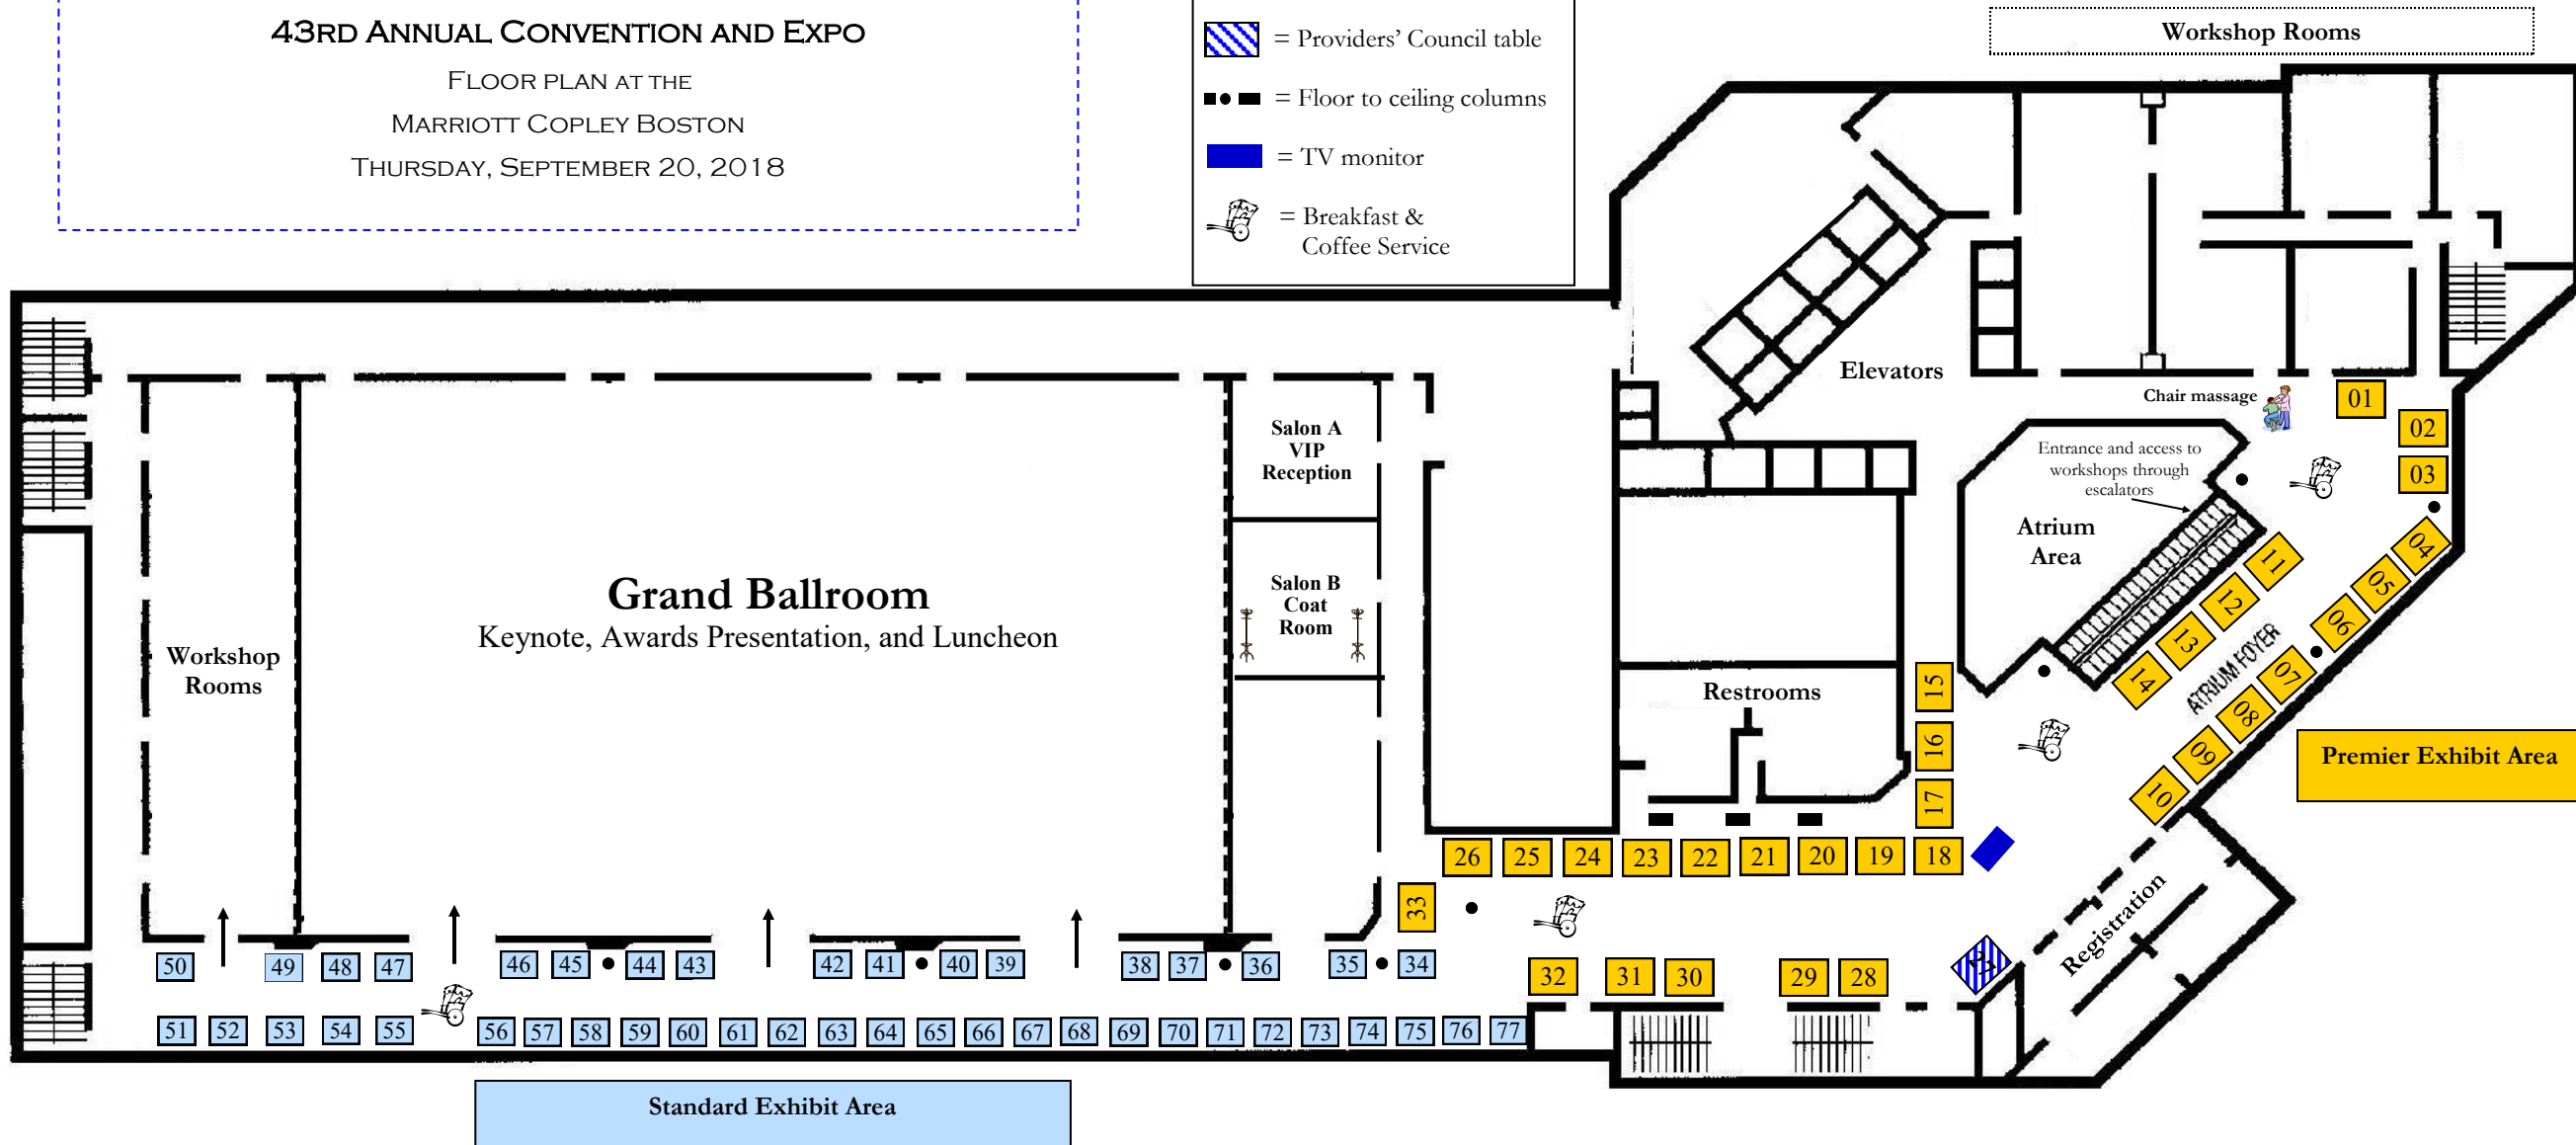 43RD ANNUAL CONVENTION AND EXPO
FLOOR PLAN AT THE
MARRIOTT COPLEY BOSTON
THURSDAY, SEPTEMBER 20, 2018
= Providers' Council table
= Floor to ceiling columns
= TV monitor
= Breakfast &
Coffee Service
Workshop Rooms
Elevators
Chair massage
01
02
03
Entrance and access to
workshops through
escalators
Atrium
Area
04
05
06
07
08
09
10
11
12
13
14
ATRIUM FOYER
Premier Exhibit Area
Salon A
VIP
Reception
Salon B
Coat
Room
Grand Ballroom
Keynote, Awards Presentation, and Luncheon
Workshop
Rooms
Restrooms
15
16
17
26 25 24 23 22 21 20 19 18
33
Registration
27
32 31 30 29 28
50 49 48 47 46 45 44 43 42 41 40 39 38 37 36 35 34
51 52 53 54 55 56 57 58 59 60 61 62 63 64 65 66 67 68 69 70 71 72 73 74 75 76 77
Standard Exhibit Area